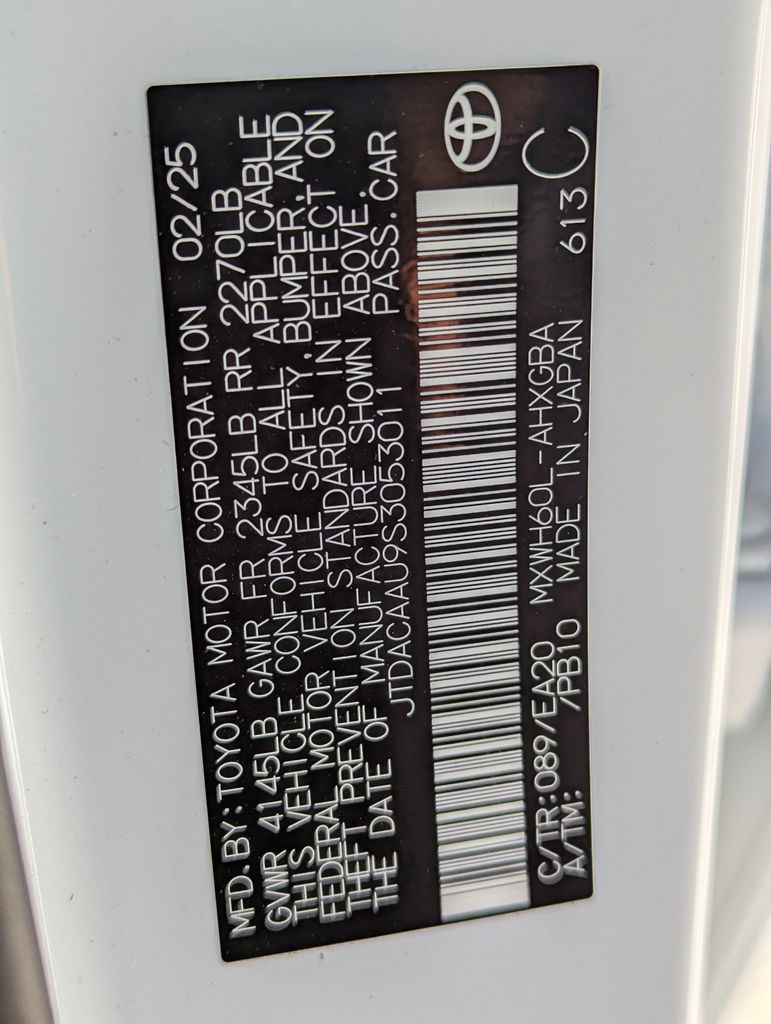 MFD.BY:TOYOTA MOTOR CORPORATION 02/25
GVWR 4145LB GAWR FR 2345LB RR 2270LB
THIS VEHICLE CONFORMS TO ALL APPLICABLE
FEDERAL MOTOR VEHICLE SAFETY, BUMPER, AND
THEFT PREVENTION STANDARDS IN EFFECT ON
THE DATE OF MANUFACTURE SHOWN ABOVE.
JTDACAAU9S3053011 PASS.CAR
C/TR:089/EA20 MXWH60L-AHXGBA
A/TM: /PB10 MADE IN JAPAN 613 C